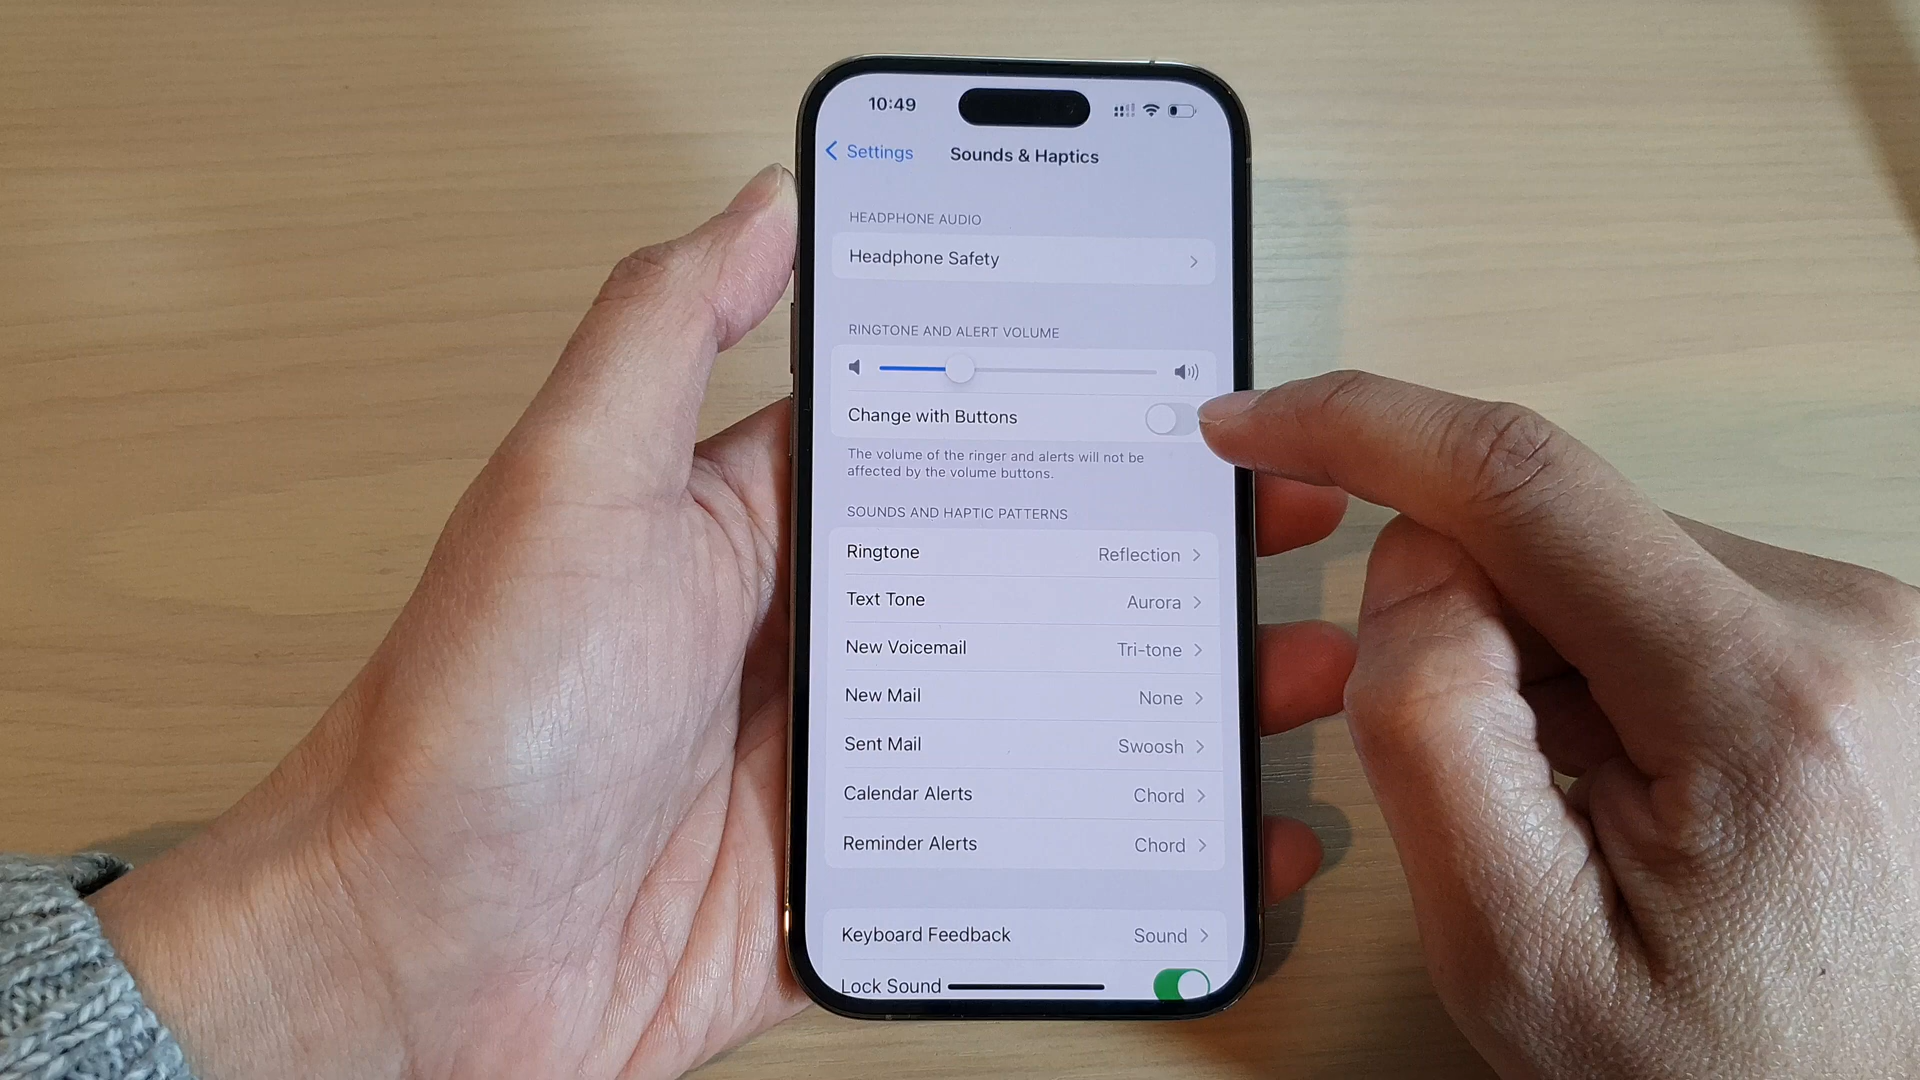 10:49
Settings
Sounds & Haptics
HEADPHONE AUDIO
Headphone Safety
RINGTONE AND ALERT VOLUME
Change with Buttons
The volume of the ringer and alerts will not be
affected by the volume buttons.
SOUNDS AND HAPTIC PATTERNS
Ringtone Reflection
Text Tone Aurora
New Voicemail Tri-tone
New Mail None
Sent Mail Swoosh
Calendar Alerts Chord
Reminder Alerts Chord
Keyboard Feedback Sound
Lock Sound